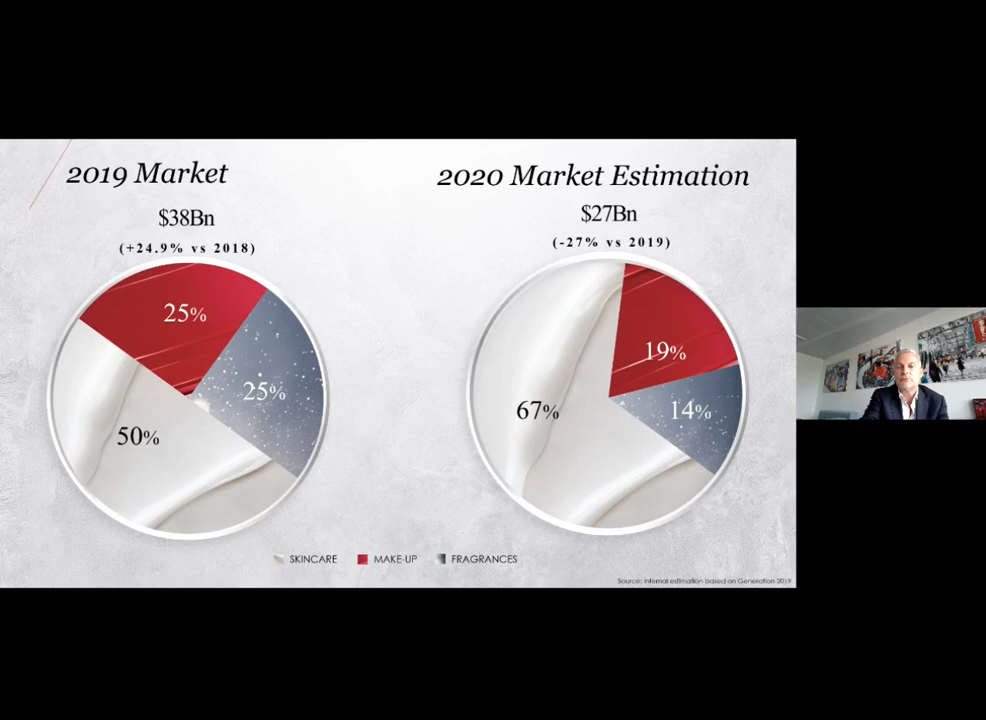 2019 Market
$38Bn
(+24.9% vs 2018)
25%
25%
50%
2020 Market Estimation
$27Bn
(-27% vs 2019)
19%
14%
67%
SKINCARE
MAKE-UP
FRAGRANCES
Source: Internal estimation based on Generation 2019